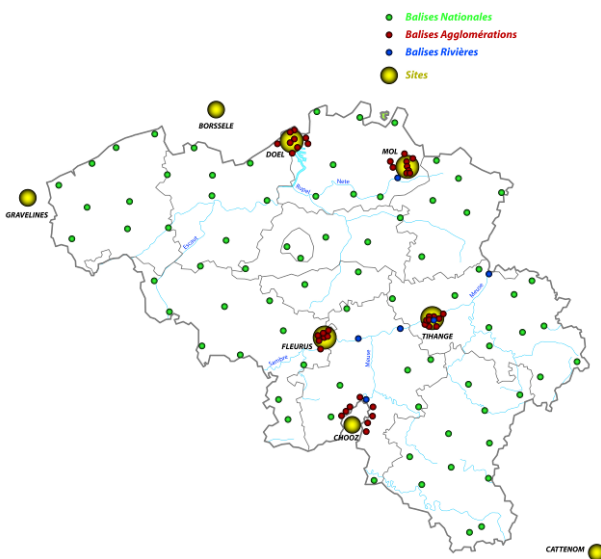 Balises Nationales
Balises Agglomérations
Balises Rivières
Sites
BORSSELE
DOEL
MOL
GRAVELINES
Rupel
Nete
Escaut
Meuse
TIHANGE
FLEURUS
Sambre
Meuse
CHOOZ
CATTENOM